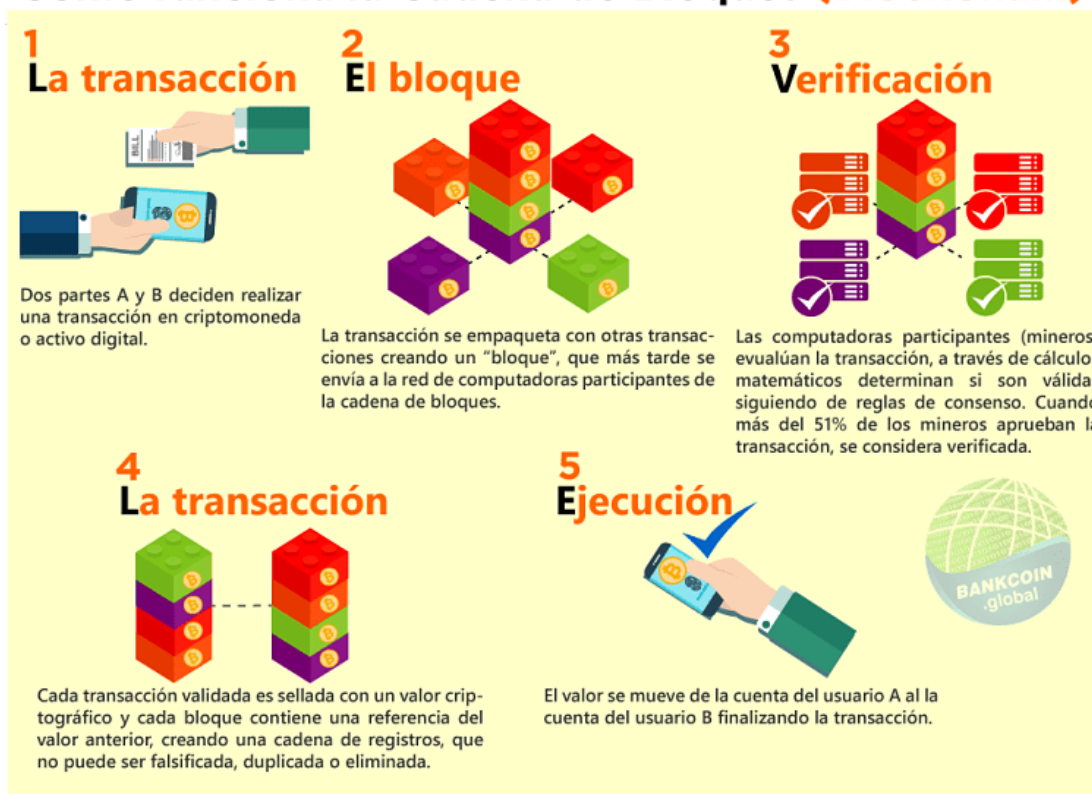 1
La transacción
BILL
Dos partes A y B deciden realizar
una transacción en criptomoneda
o activo digital.
2
El bloque
La transacción se empaqueta con otras transac-
ciones creando un “bloque”, que más tarde se
envía a la red de computadoras participantes de
la cadena de bloques.
3
Verificación
Las computadoras participantes (mineros
evualúan la transacción, a través de cálculo
matemáticos determinan si son válida
siguiendo de reglas de consenso. Cuando
más del 51% de los mineros aprueban la
transacción, se considera verificada.
4
La transacción
Cada transacción validada es sellada con un valor crip-
tográfico y cada bloque contiene una referencia del
valor anterior, creando una cadena de registros, que
no puede ser falsificada, duplicada o eliminada.
5
Ejecución
El valor se mueve de la cuenta del usuario A al la
cuenta del usuario B finalizando la transacción.
BANKCOIN
.global